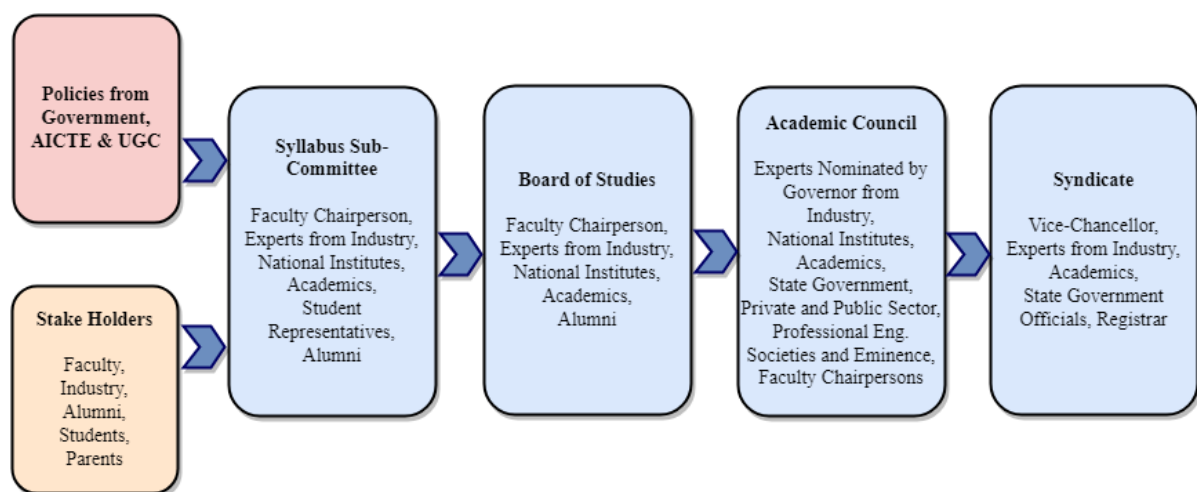 Policies from
Government,
AICTE & UGC
Stake Holders
Faculty,
Industry,
Alumni,
Students,
Parents
Syllabus Sub-
Committee
Faculty Chairperson,
Experts from Industry,
National Institutes,
Academics,
Student
Representatives,
Alumni
Board of Studies
Faculty Chairperson,
Experts from Industry,
National Institutes,
Academics,
Alumni
Academic Council
Experts Nominated by
Governor from
Industry,
National Institutes,
Academics,
State Government,
Private and Public Sector,
Professional Eng.
Societies and Eminence,
Faculty Chairpersons
Syndicate
Vice-Chancellor,
Experts from Industry,
Academics,
State Government
Officials, Registrar